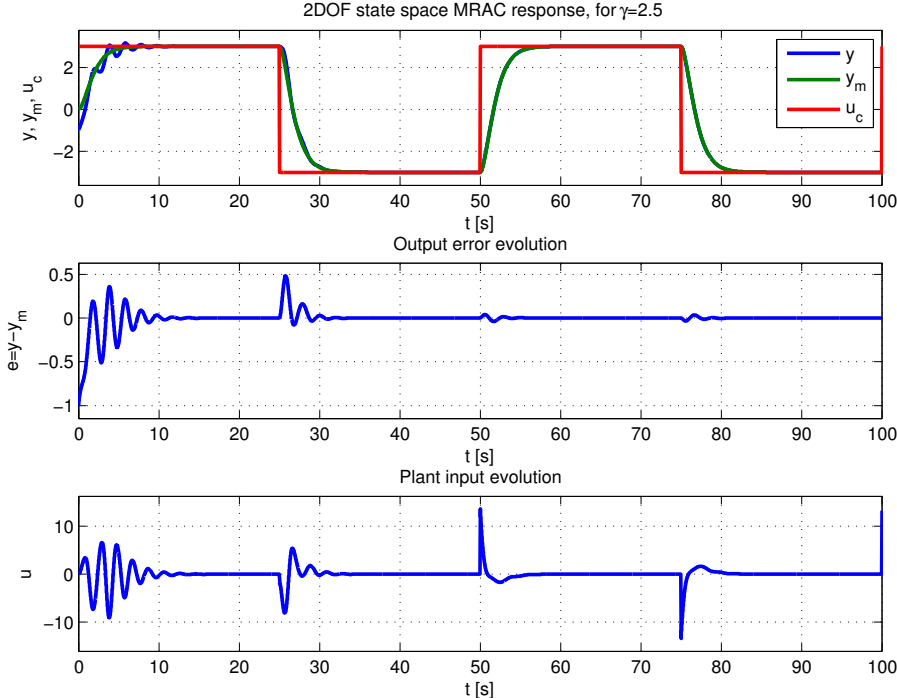 2DOF state space MRAC response, for γ=2.5
y, y_m, u_c
2
0
−2
y
y_m
u_c
0 10 20 30 40 50 60 70 80 90 100
t [s]
Output error evolution
e=y−y_m
0.5
0
−0.5
−1
0 10 20 30 40 50 60 70 80 90 100
t [s]
Plant input evolution
u
10
0
−10
0 10 20 30 40 50 60 70 80 90 100
t [s]